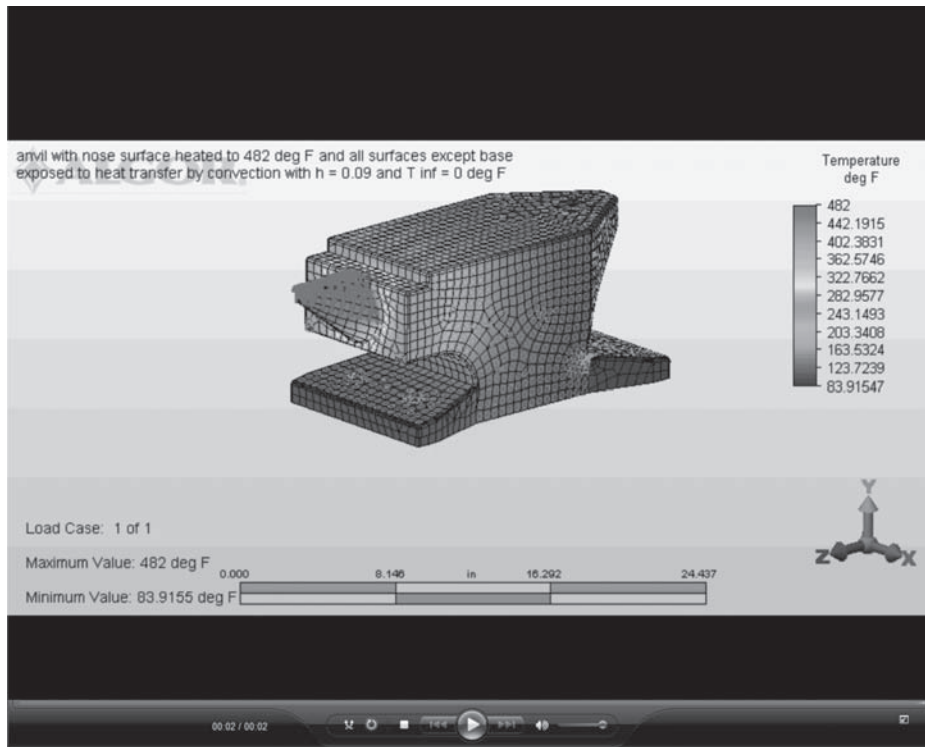 anvil with nose surface heated to 482 deg F and all surfaces except base
exposed to heat transfer by convection with h = 0.09 and T inf = 0 deg F
ALGOR
Temperature
deg F
482
442.1915
402.3831
362.5746
322.7662
282.9577
243.1493
203.3408
163.5324
123.7239
83.91547
Y
Z
X
Load Case: 1 of 1
Maximum Value: 482 deg F
0.000 8.146 in 16.292 24.437
Minimum Value: 83.9155 deg F
00:02 / 00:02